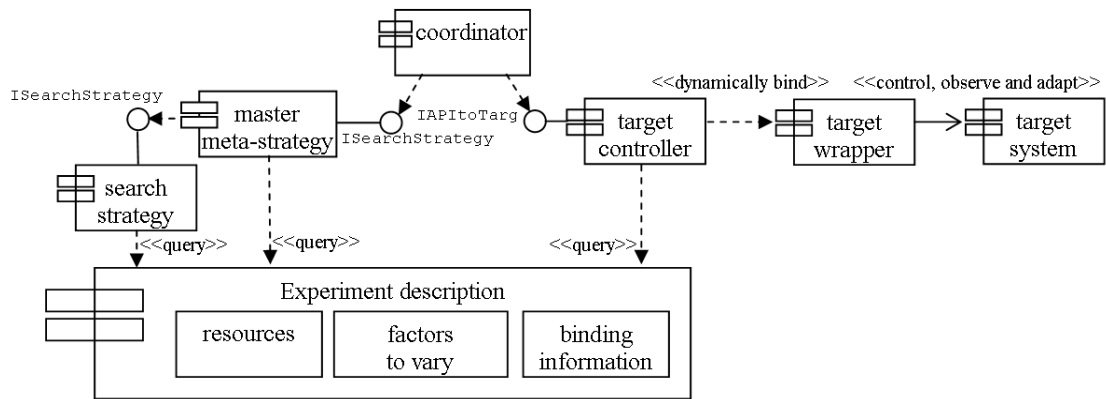 coordinator
<<dynamically bind>>
<<control, observe and adapt>>
ISearchStrategy
master
meta-strategy
ISearchStrategy
IAPItoTarg
target
controller
target
wrapper
target
system
search
strategy
<<query>>
<<query>>
<<query>>
Experiment description
resources
factors
to vary
binding
information